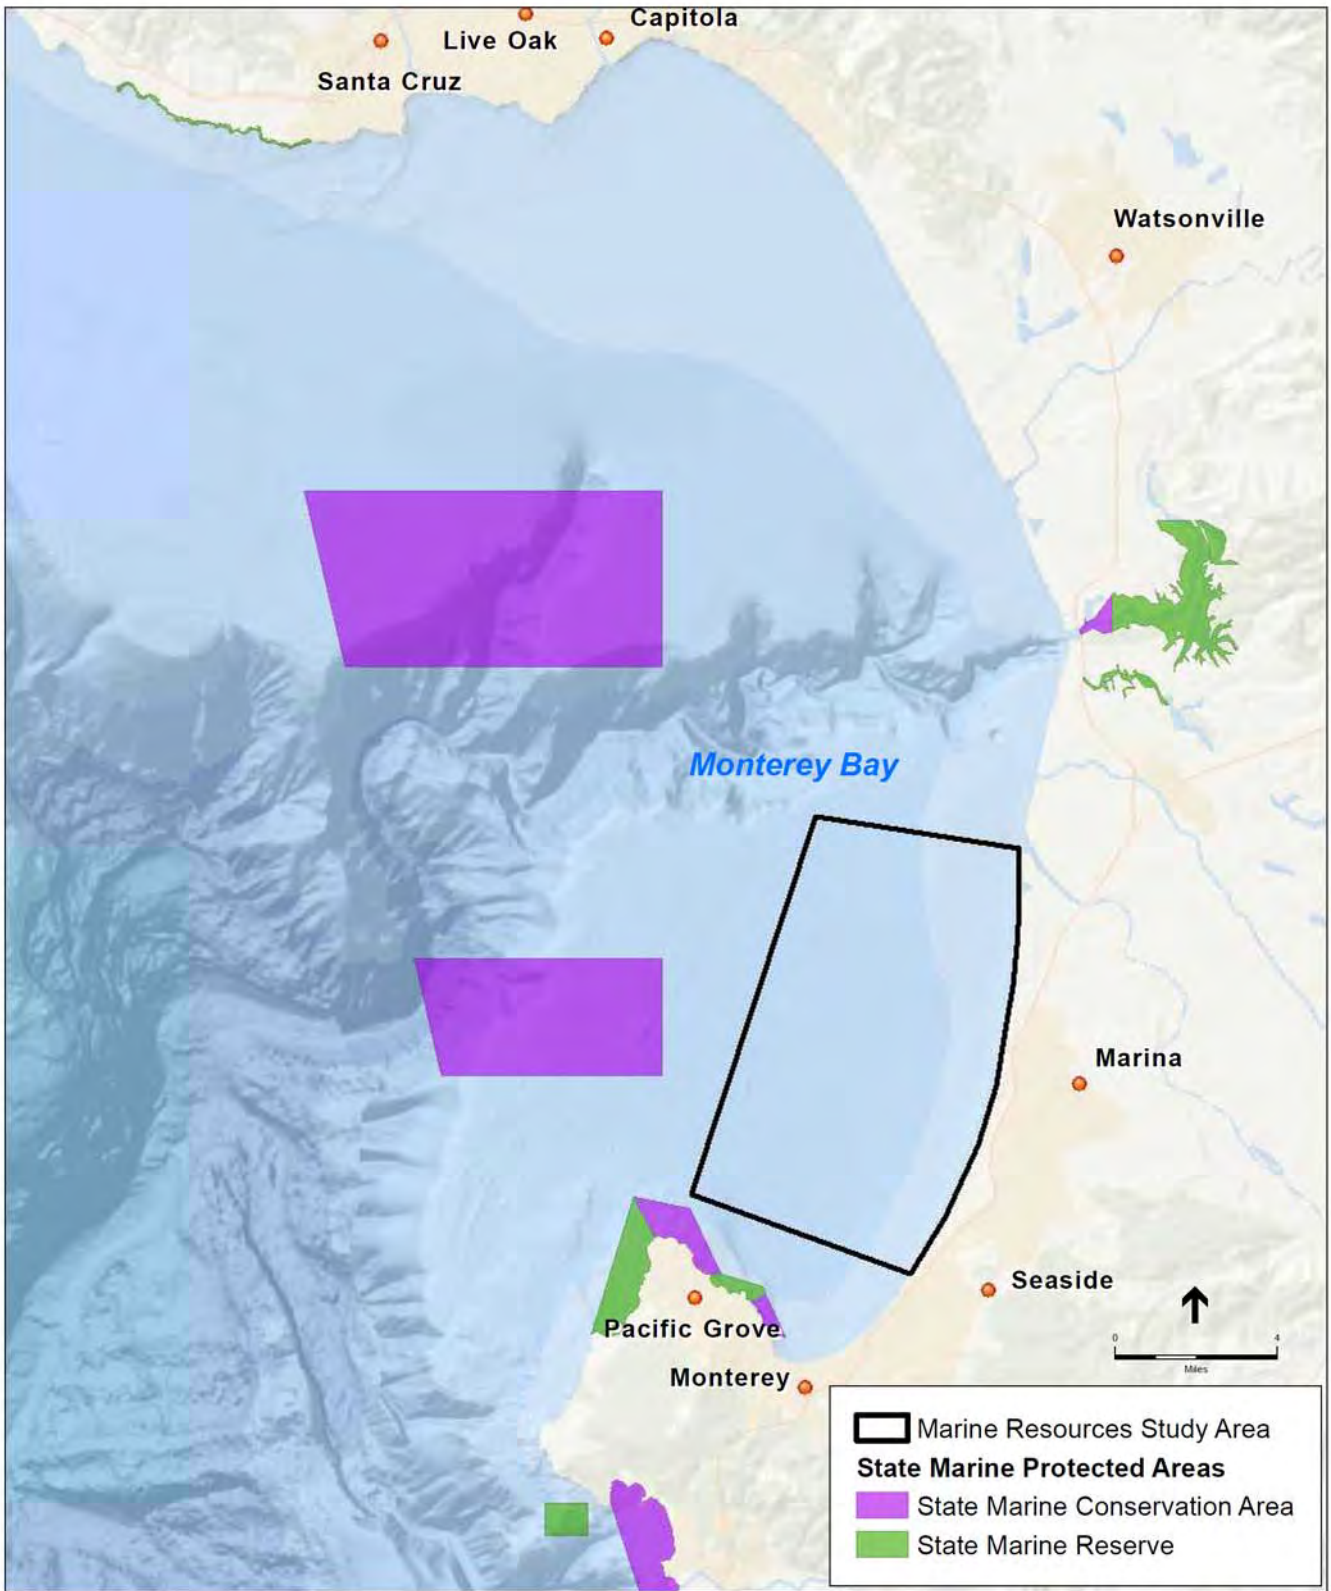 Capitola
Live Oak
Santa Cruz
Watsonville
Monterey Bay
Marina
Seaside
Pacific Grove
Monterey
0 4
Miles
Marine Resources Study Area
State Marine Protected Areas
State Marine Conservation Area
State Marine Reserve